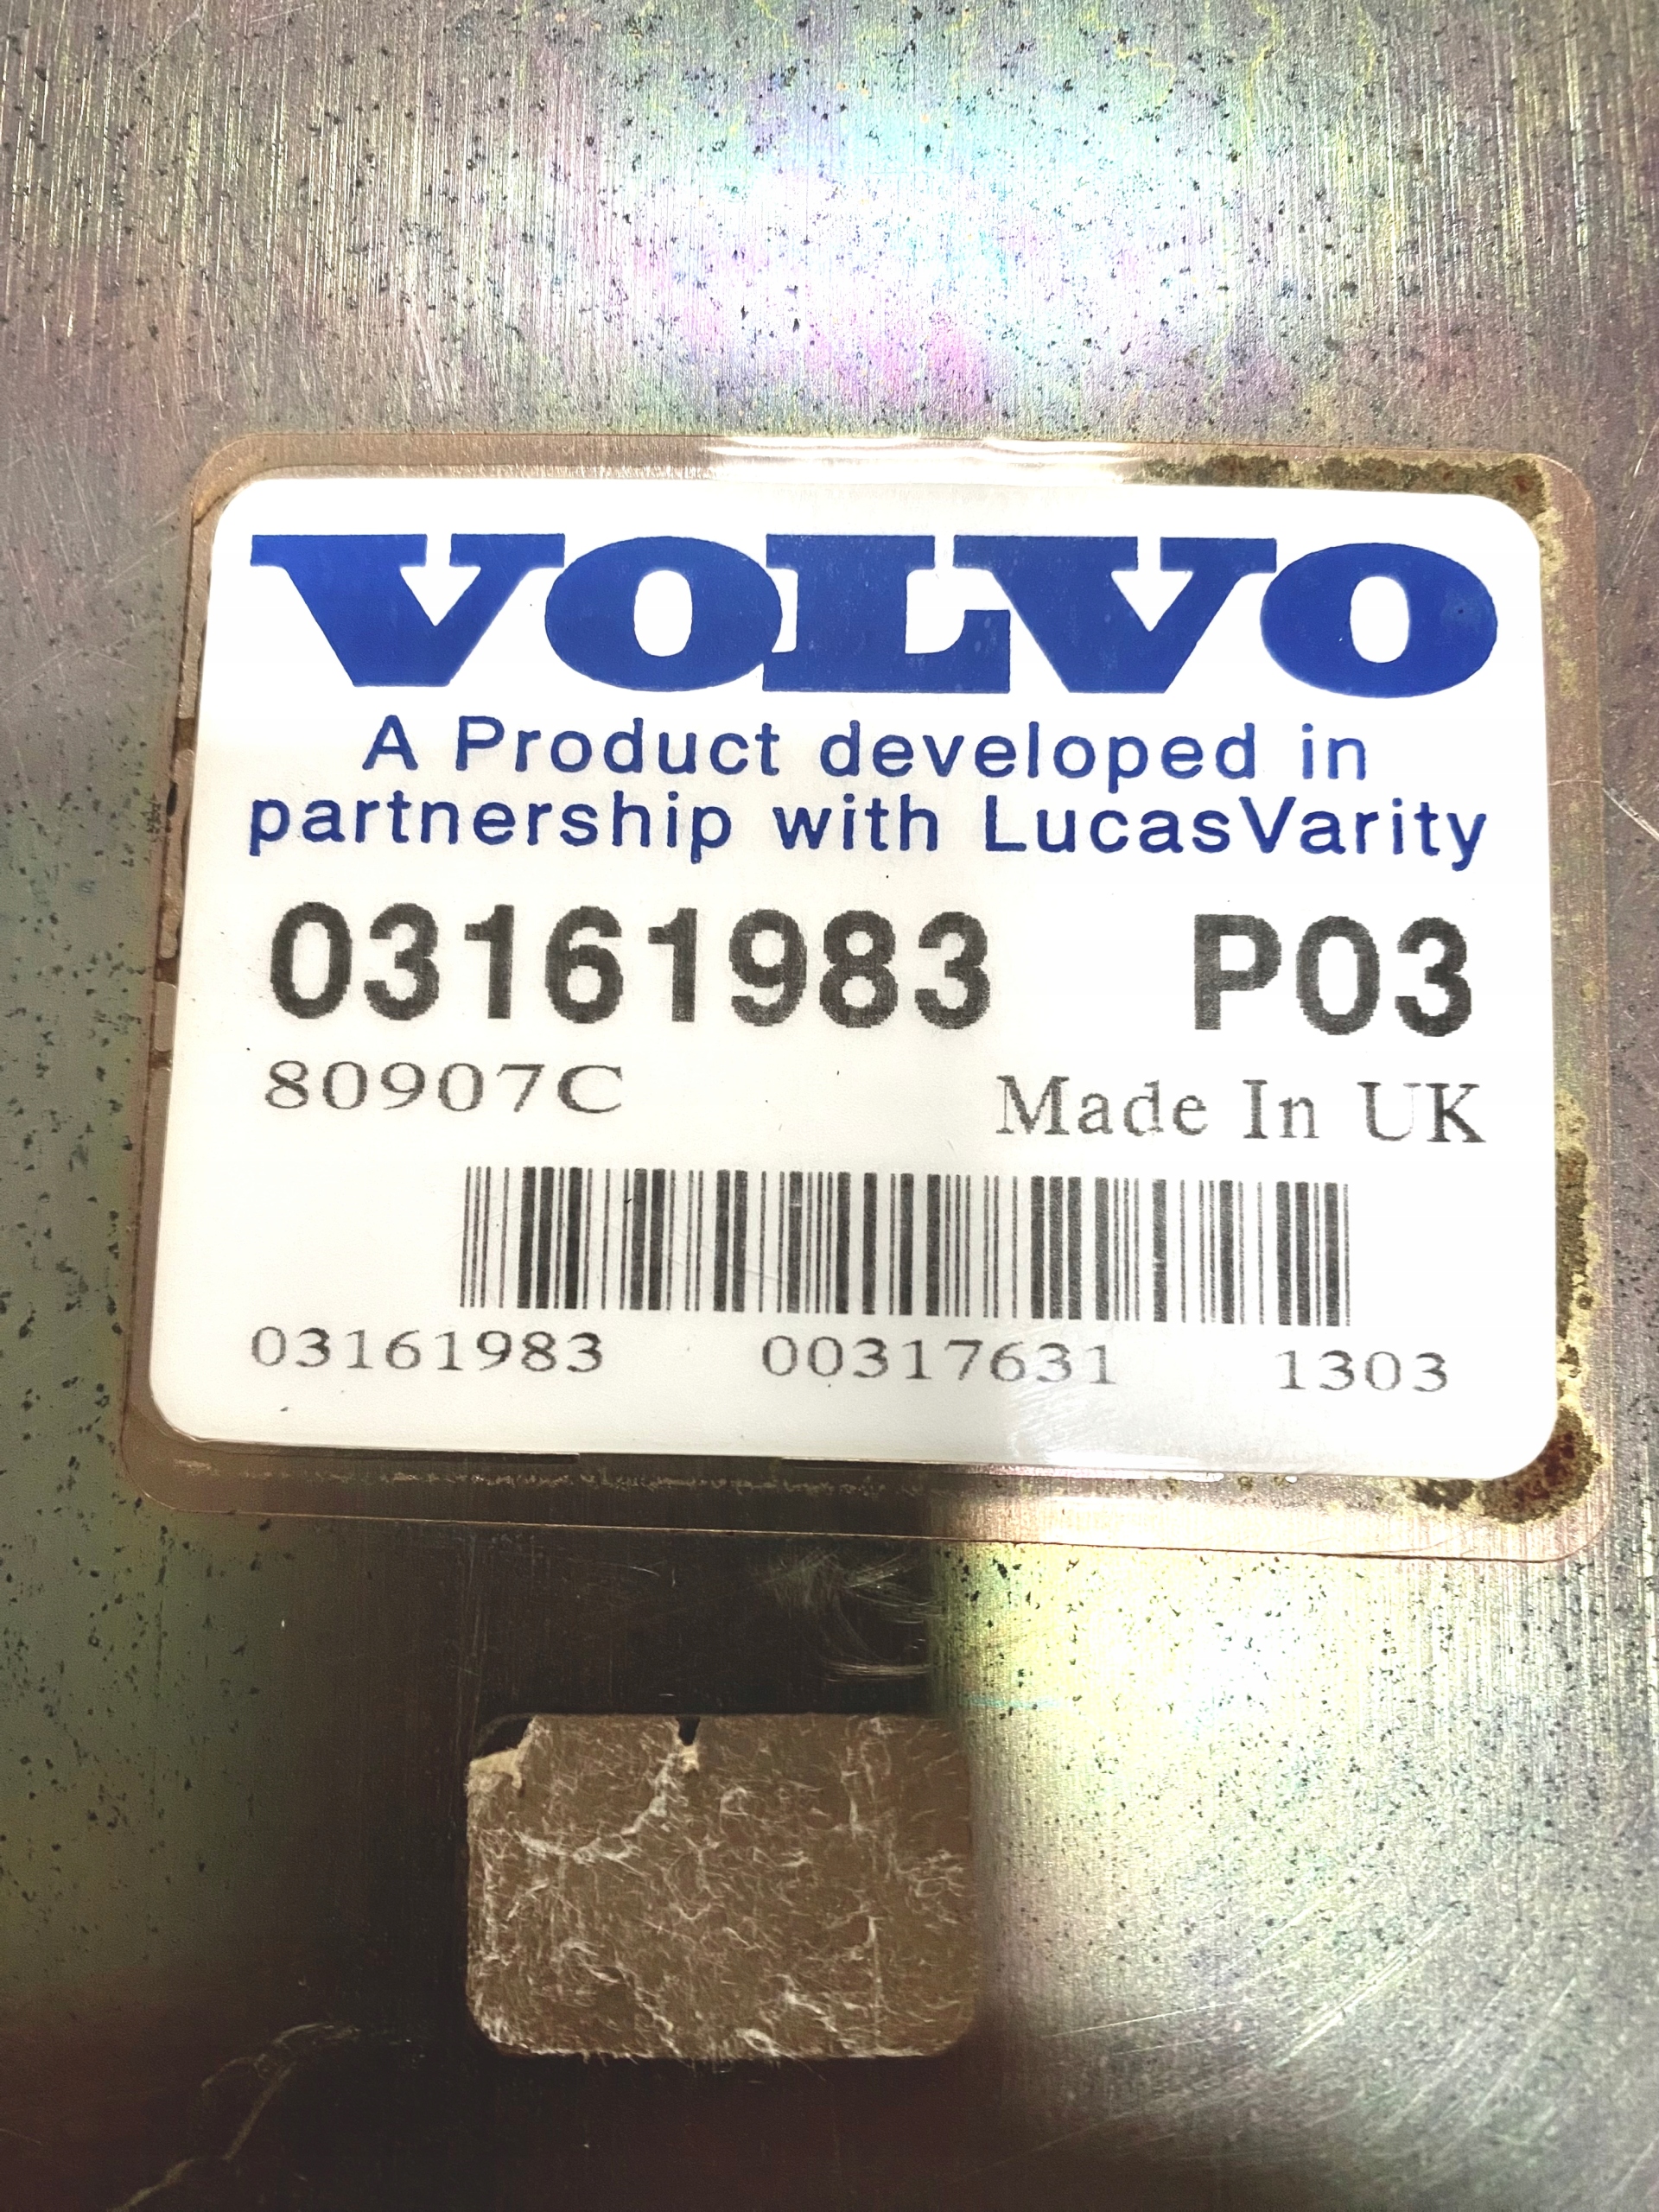 VOLVO
A Product developed in
partnership with LucasVarity
03161983 P03
80907C Made In UK
03161983 00317631 1303